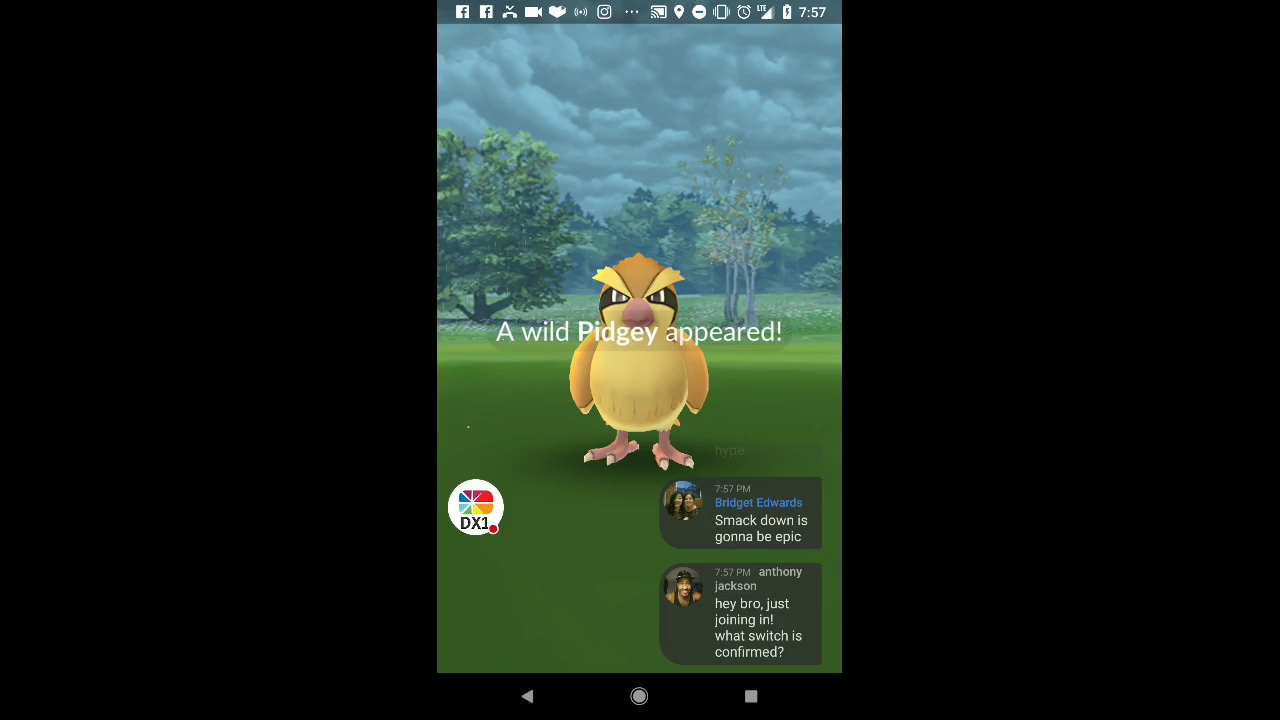 LTE 7:57
A wild Pidgey appeared!
hype
7:57 PM
Bridget Edwards
Smack down is
gonna be epic
DX1
7:57 PM anthony
jackson
hey bro, just
joining in!
what switch is
confirmed?